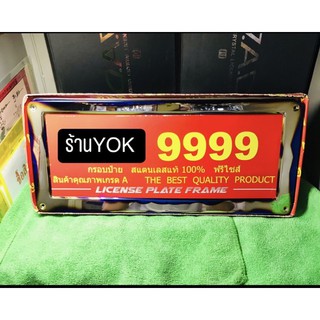 ร้านYOK 9999
กรอบป้าย สแตนเลสแท้ 100% ฟรีไซส์
สินค้าคุณภาพเกรด A THE BEST QUALITY PRODUCT
LICENSE PLATE FRAME